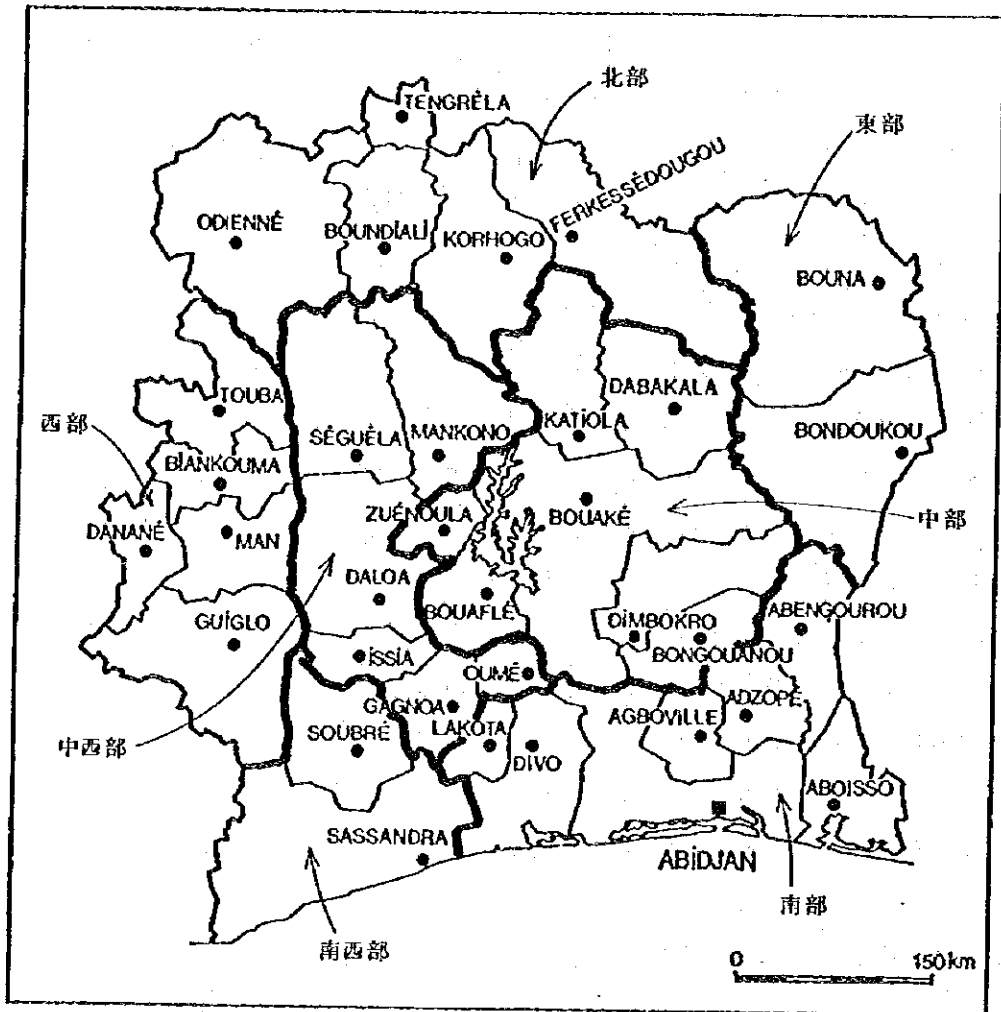 北部
TENGRÉLA
東部
FERKESSÉDOUGOU
ODIENNÉ
BOUNDIALI
KORHOGO
BOUNA
TOUBA
DABAKALA
西部
SÉGUÉLA
MANKONO
KATIOLA
BONDOUKOU
BIANKOUMA
ZUÉNOULA
BOUAKÉ
中部
DANANÉ
MAN
DALOA
BOUAFLÉ
ABENGOUROU
GUIGLO
DIMBOKRO
ISSIA
OUMÉ
BONGOUANOU
GAGNOA
ADZOPÉ
中西部
SOUBRÉ
LAKOTA
AGBOVILLE
DIVO
ABOISSO
SASSANDRA
ABIDJAN
南部
南西部
0 150km